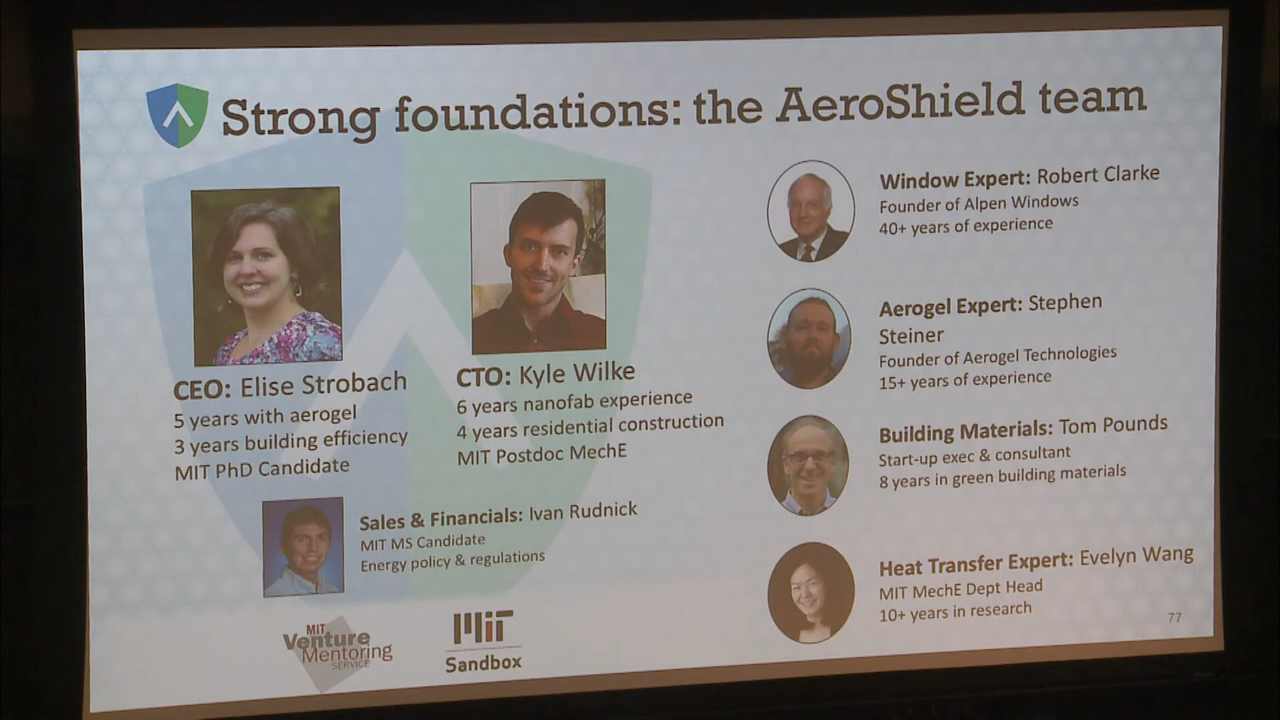 Strong foundations: the AeroShield team
CEO: Elise Strobach
5 years with aerogel
3 years building efficiency
MIT PhD Candidate
CTO: Kyle Wilke
6 years nanofab experience
4 years residential construction
MIT Postdoc MechE
Sales & Financials: Ivan Rudnick
MIT MS Candidate
Energy policy & regulations
MIT
Venture
Mentoring
SERVICE
MIT
Sandbox
Window Expert: Robert Clarke
Founder of Alpen Windows
40+ years of experience
Aerogel Expert: Stephen
Steiner
Founder of Aerogel Technologies
15+ years of experience
Building Materials: Tom Pounds
Start-up exec & consultant
8 years in green building materials
Heat Transfer Expert: Evelyn Wang
MIT MechE Dept Head
10+ years in research
77